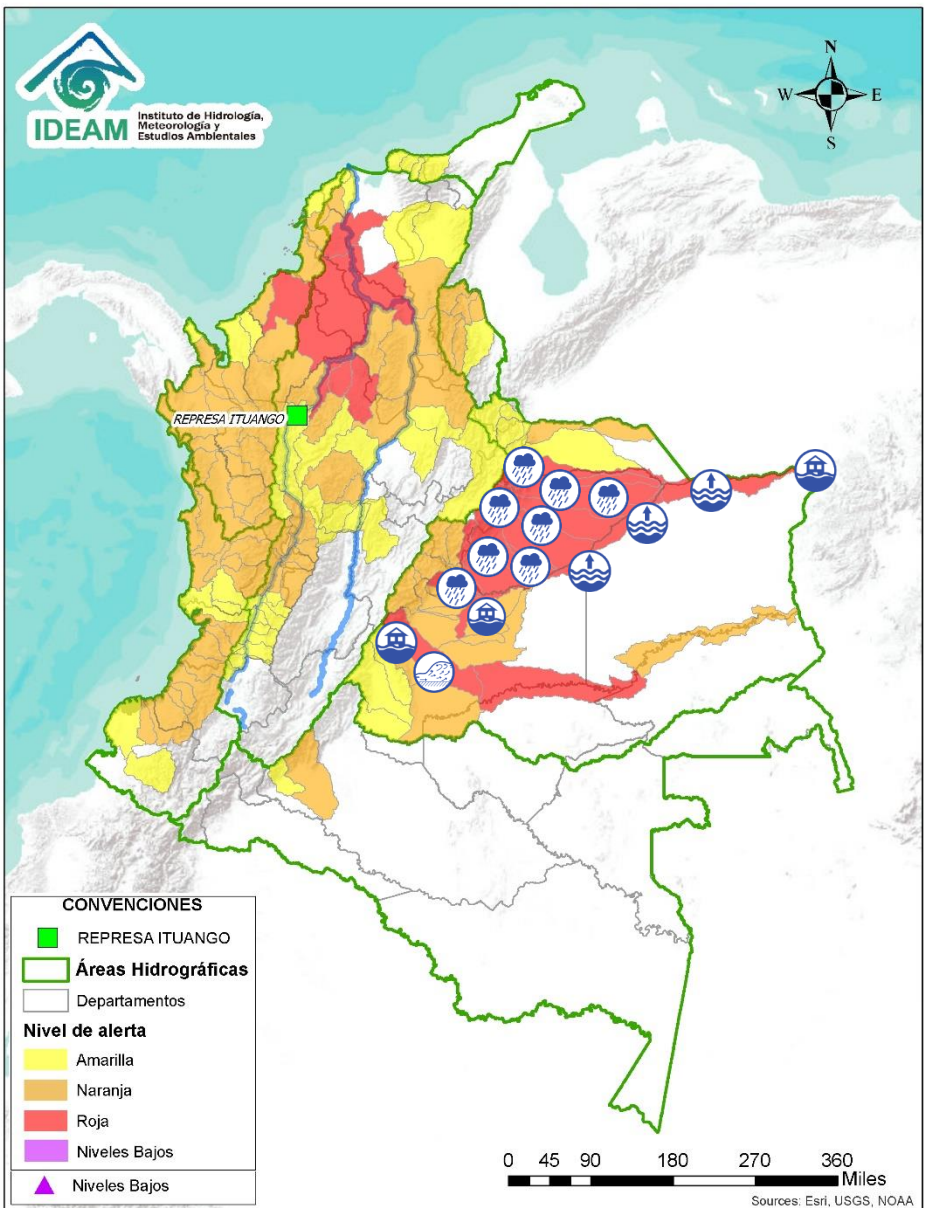 IDEAM
Instituto de Hidrología,
Meteorología y
Estudios Ambientales
N
W
E
S
REPRESA ITUANGO
CONVENCIONES
REPRESA ITUANGO
Áreas Hidrográficas
Departamentos
Nivel de alerta
Amarilla
Naranja
Roja
Niveles Bajos
Niveles Bajos
0 45 90 180 270 360
Miles
Sources: Esri, USGS, NOAA